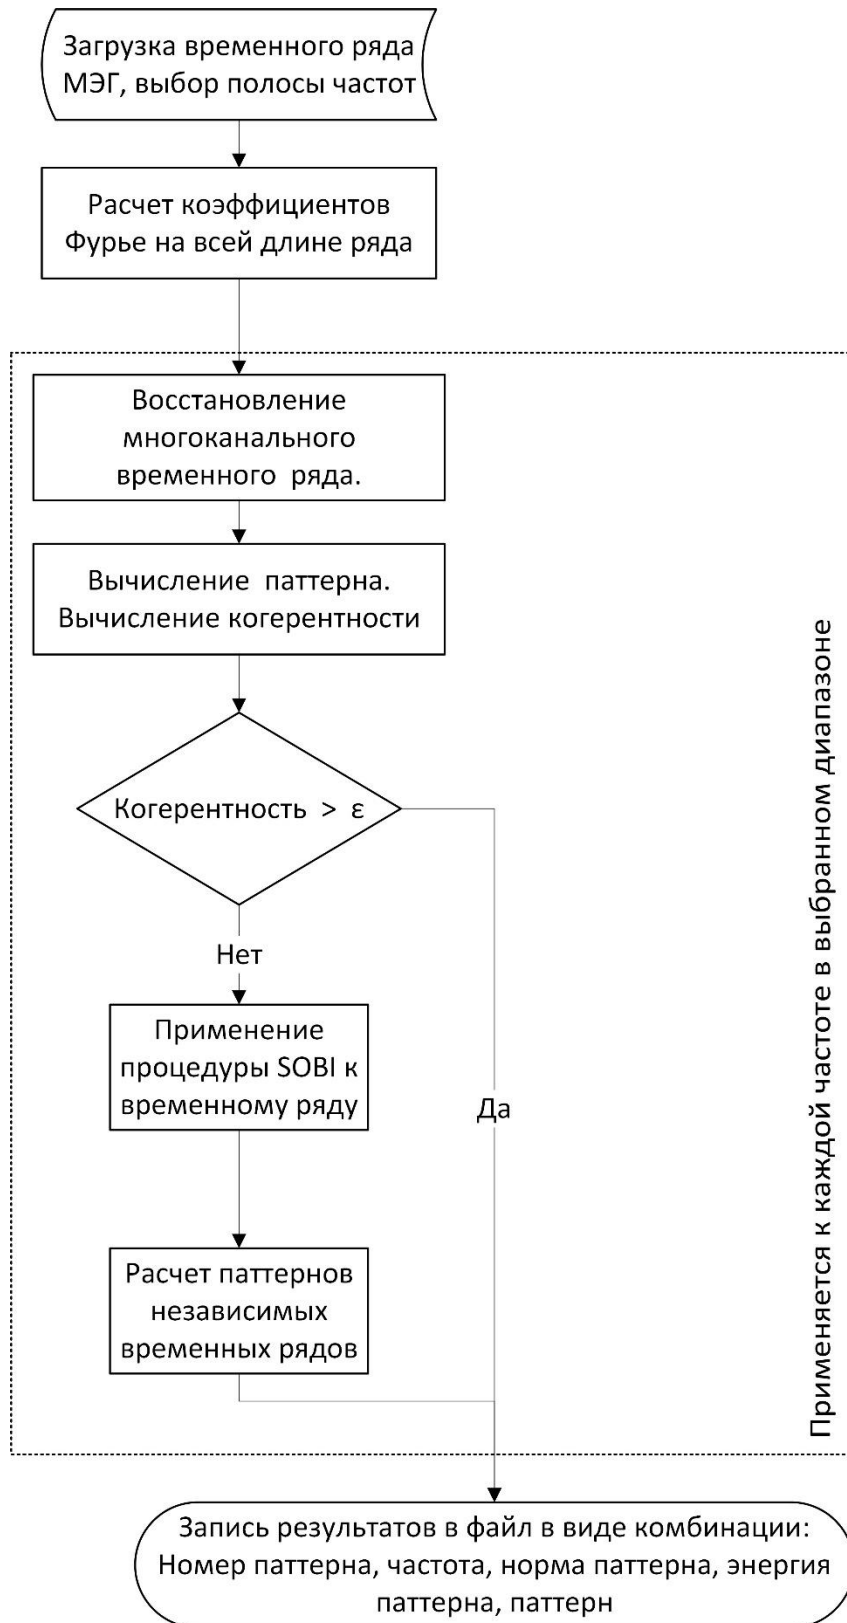 Загрузка временного ряда
МЭГ, выбор полосы частот
Расчет коэффициентов
Фурье на всей длине ряда
Восстановление
многоканального
временного ряда.
Вычисление паттерна.
Вычисление когерентности
Когерентность > ε
Нет
Применение
процедуры SOBI к
временному ряду
Да
Расчет паттернов
независимых
временных рядов
Применяется к каждой частоте в выбранном диапазоне
Запись результатов в файл в виде комбинации:
Номер паттерна, частота, норма паттерна, энергия
паттерна, паттерн